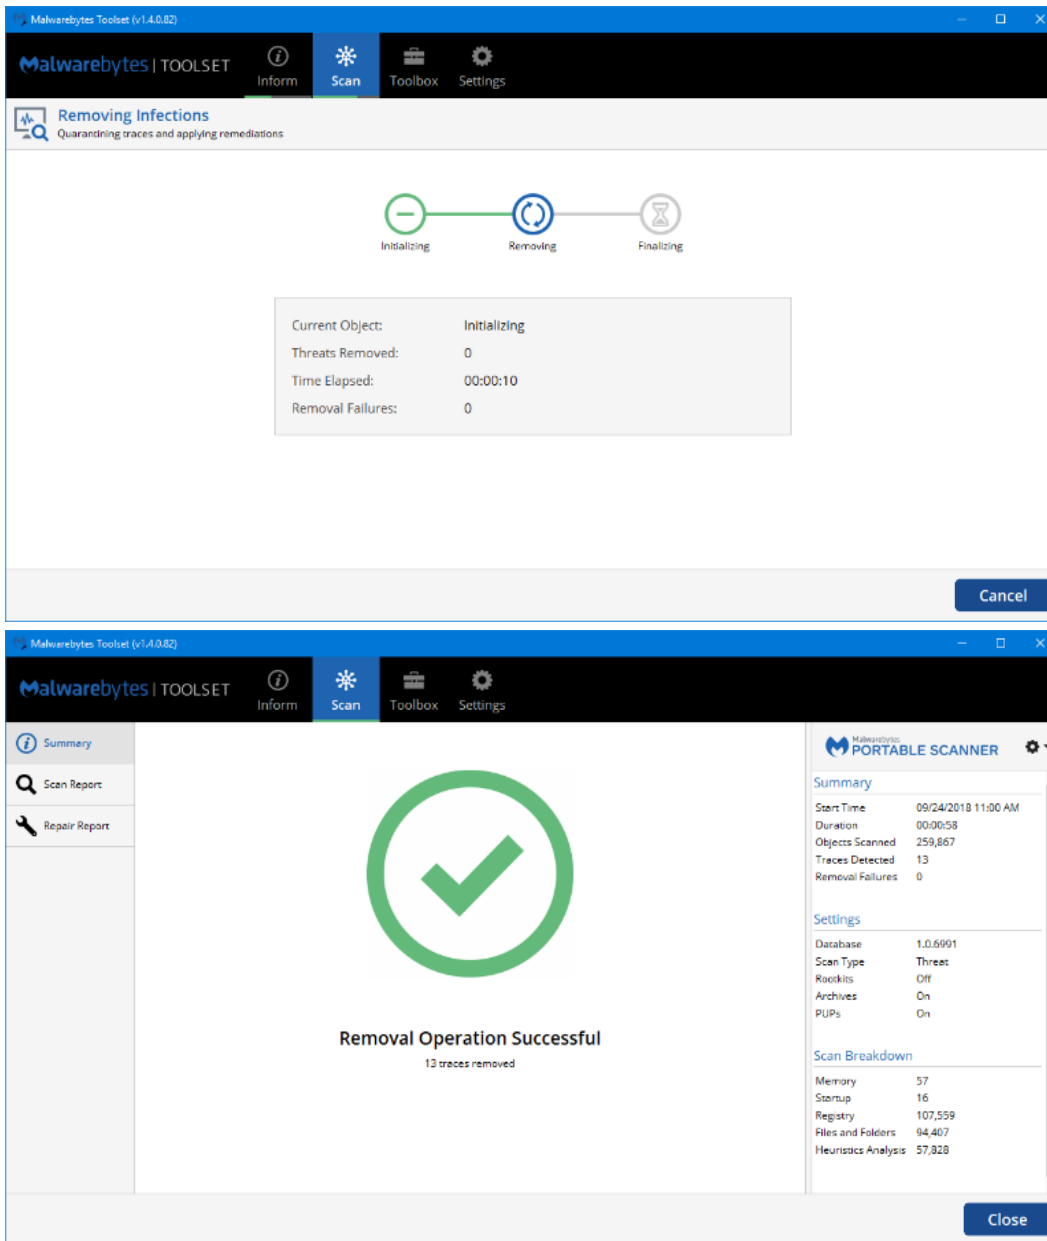 Malwarebytes Toolset (v1.4.0.82)
Malwarebytes | TOOLSET
Inform
Scan
Toolbox
Settings
Removing Infections
Quarantining traces and applying remediations
Initializing
Removing
Finalizing
Current Object: Initializing
Threats Removed: 0
Time Elapsed: 00:00:10
Removal Failures: 0
Cancel
Malwarebytes Toolset (v1.4.0.82)
Malwarebytes | TOOLSET
Inform
Scan
Toolbox
Settings
Summary
Scan Report
Repair Report
Removal Operation Successful
13 traces removed
Malwarebytes
PORTABLE SCANNER
Summary
Start Time 09/24/2018 11:00 AM
Duration 00:00:58
Objects Scanned 259,867
Traces Detected 13
Removal Failures 0
Settings
Database 1.0.6991
Scan Type Threat
Rootkits Off
Archives On
PUPs On
Scan Breakdown
Memory 57
Startup 16
Registry 107,559
Files and Folders 94,407
Heuristics Analysis 57,828
Close